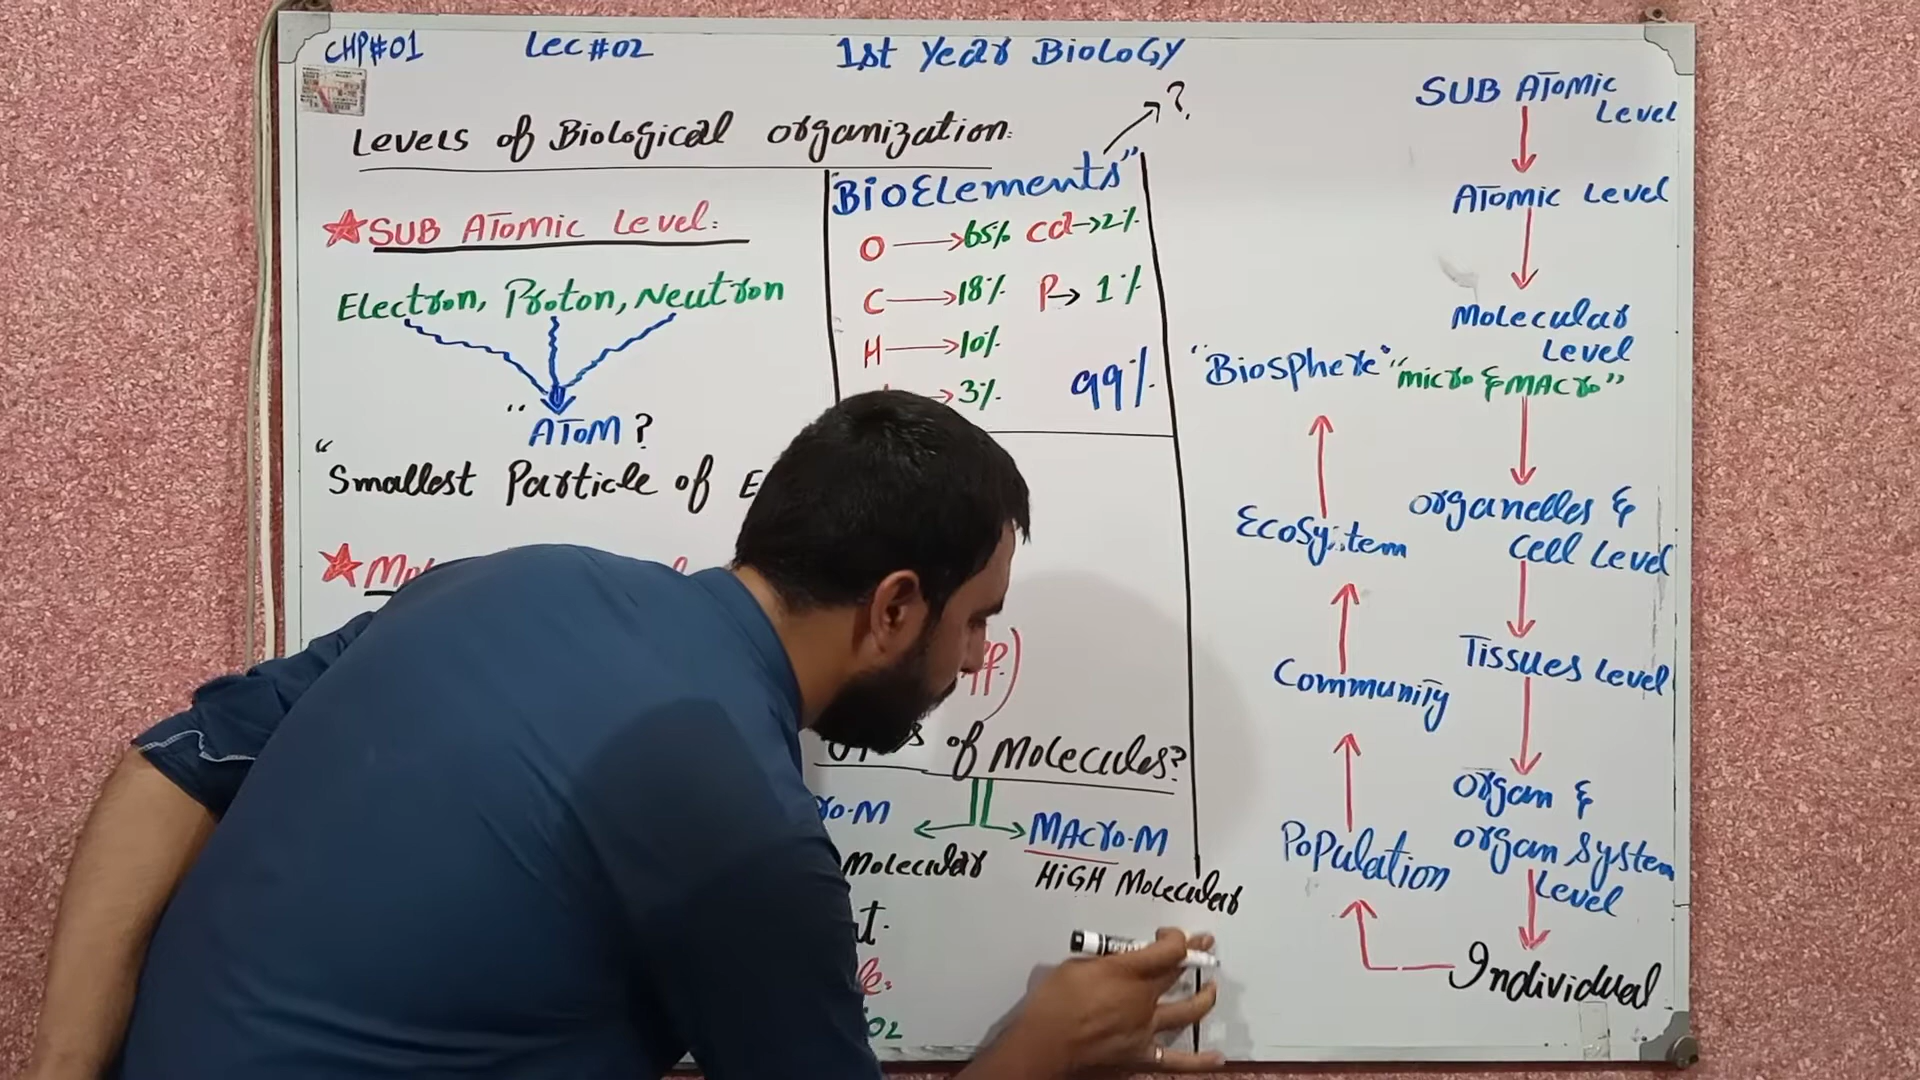 CHP#01 Lec#02 1st Year BioLoGY
Levels of Biological organization:
SUB ATomic Level:
Electron, Proton, Neutron
" ATOM ?
"Smallest Particle of
"BioElements" ?
O → 65% Ca → 2%
C → 18% P → 1%
H → 10%
→ 3% 99%
of Molecules?
ro-M MAcro-M
Molecular HIGH Molecular
t.
O2
SUB ATomic
Level
ATomic Level
Molecular
Level
"micro & MAcro"
organelles &
Cell Level
Tissues Level
Organ &
organ System
Level
Individual
Population
Community
Ecosystem
"Biosphere"